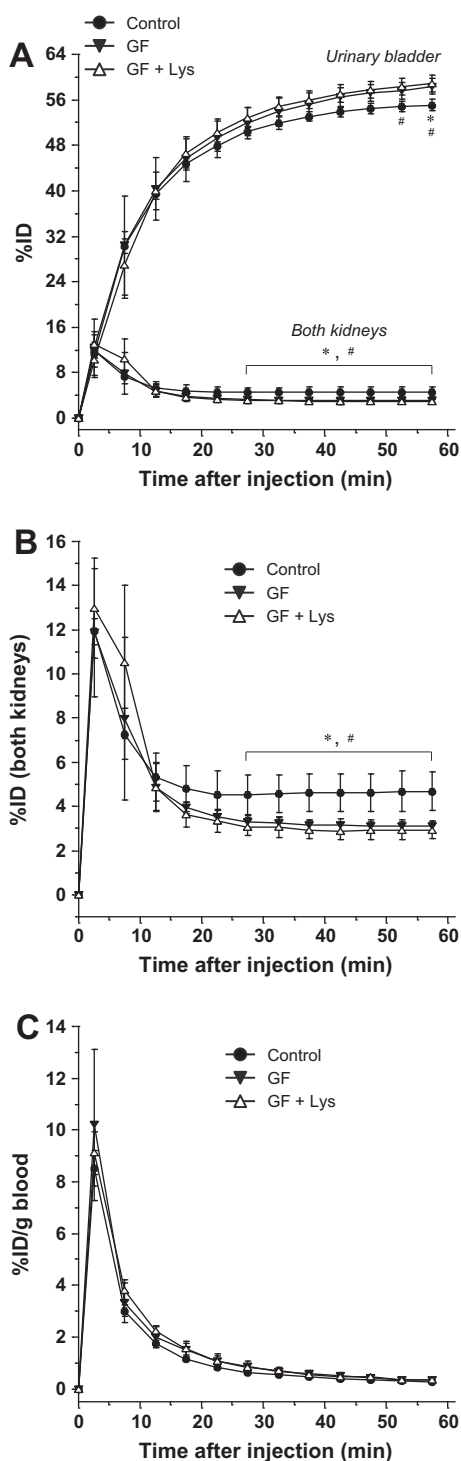 A
Control
GF
GF + Lys
Urinary bladder
64
56
48
40
32
24
16
8
0
%ID
#
*
#
Both kidneys
*, #
0 10 20 30 40 50 60
Time after injection (min)
B
Control
GF
GF + Lys
16
14
12
10
8
6
4
2
0
%ID (both kidneys)
*, #
0 10 20 30 40 50 60
Time after injection (min)
C
Control
GF
GF + Lys
14
12
10
8
6
4
2
0
%ID/g blood
0 10 20 30 40 50 60
Time after injection (min)